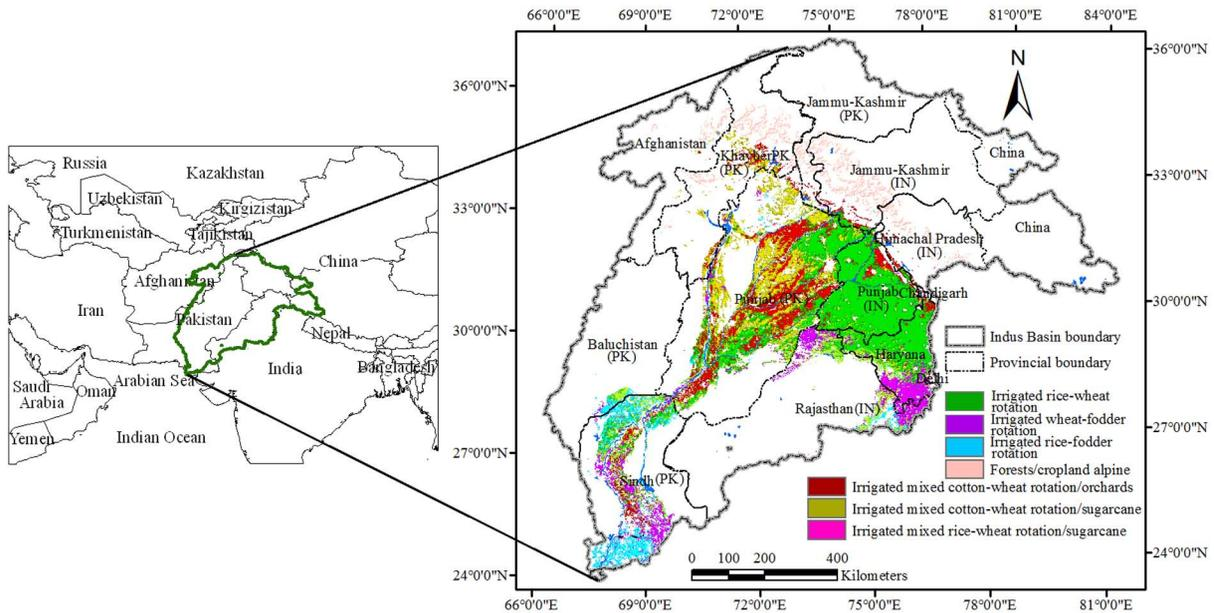 66°0'0"E 69°0'0"E 72°0'0"E 75°0'0"E 78°0'0"E 81°0'0"E 84°0'0"E
36°0'0"N
36°0'0"N
33°0'0"N
33°0'0"N
30°0'0"N
30°0'0"N
27°0'0"N
27°0'0"N
24°0'0"N
24°0'0"N
66°0'0"E 69°0'0"E 72°0'0"E 75°0'0"E 78°0'0"E 81°0'0"E
Russia
Kazakhstan
Uzbekistan
Kirgizistan
Turkmenistan
Tajikistan
China
Afghanistan
Iran
Pakistan
Nepal
India
Bangladesh
Saudi
Arabia
Oman
Arabian Sea
Yemen
Indian Ocean
N
Jammu-Kashmir
(PK)
Afghanistan
KhayberPK
(PK)
China
Jammu-Kashmir
(IN)
China
Himachal Pradesh
(IN)
Punjab (PK)
Punjab
(IN)
Chandigarh
Baluchistan
(PK)
Haryana
Delhi
Rajasthan (IN)
Sindh (PK)
Indus Basin boundary
Provincial boundary
Irrigated rice-wheat
rotation
Irrigated wheat-fodder
rotation
Irrigated rice-fodder
rotation
Forests/cropland alpine
Irrigated mixed cotton-wheat rotation/orchards
Irrigated mixed cotton-wheat rotation/sugarcane
Irrigated mixed rice-wheat rotation/sugarcane
0 100 200 400
Kilometers